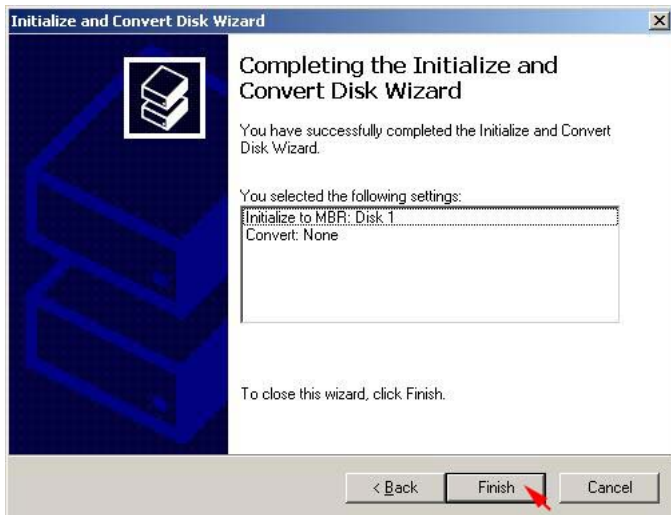 Initialize and Convert Disk Wizard
Completing the Initialize and
Convert Disk Wizard
You have successfully completed the Initialize and Convert
Disk Wizard.
You selected the following settings:
Initialize to MBR: Disk 1
Convert: None
To close this wizard, click Finish.
< Back
Finish
Cancel